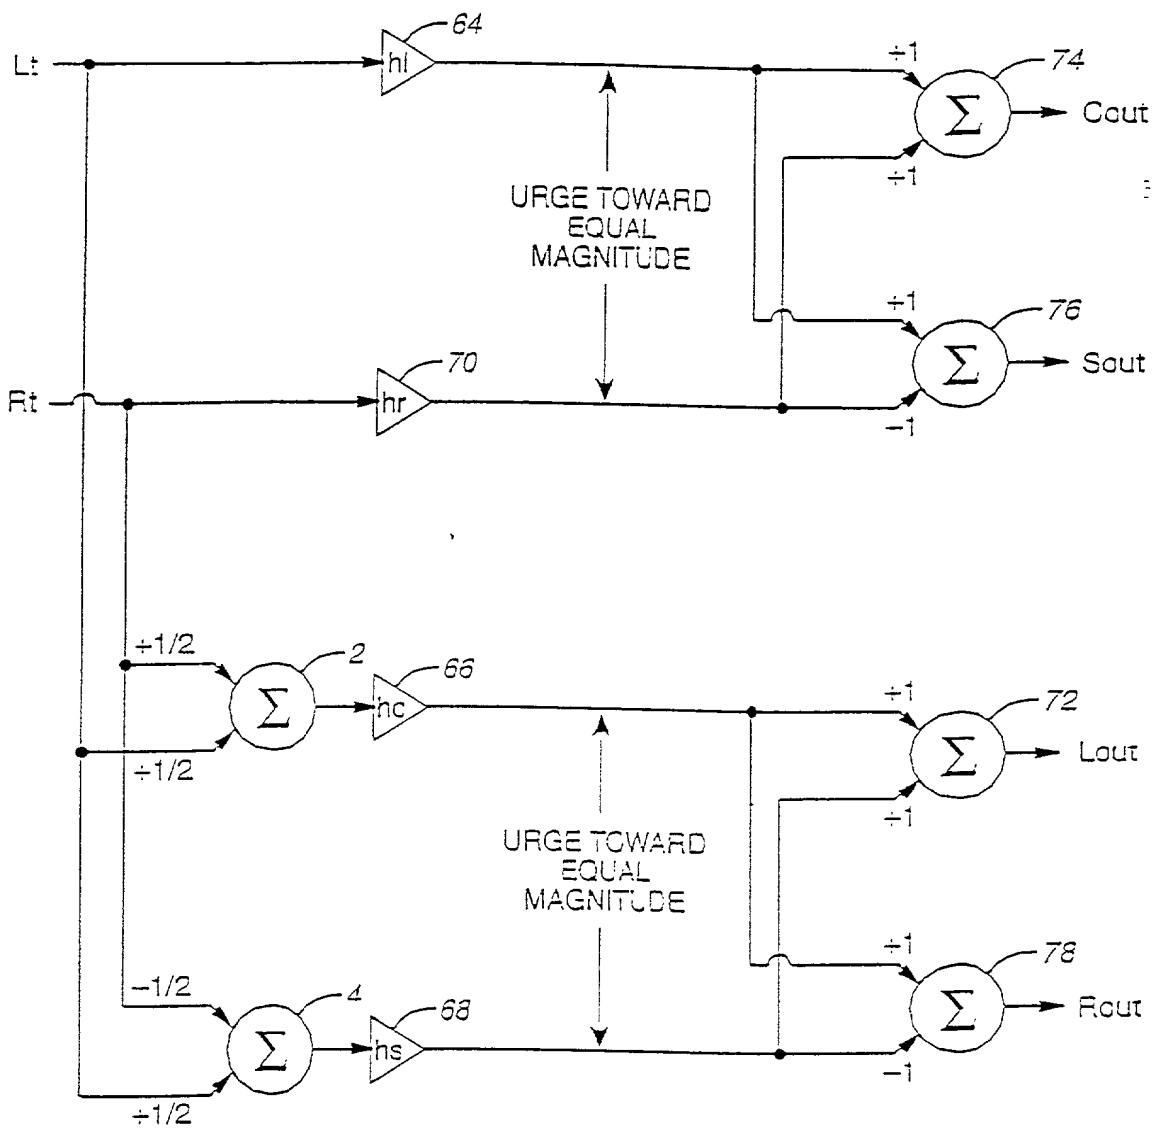 64
Lt
hl
+1
74
Σ
Cout
+1
URGE TOWARD
EQUAL
MAGNITUDE
+1
76
Σ
Sout
70
Rt
hr
-1
+1/2
2
66
Σ
hc
+1
72
+1/2
Σ
Lout
+1
URGE TOWARD
EQUAL
MAGNITUDE
+1
78
-1/2
4
68
Σ
Rout
Σ
hs
-1
+1/2